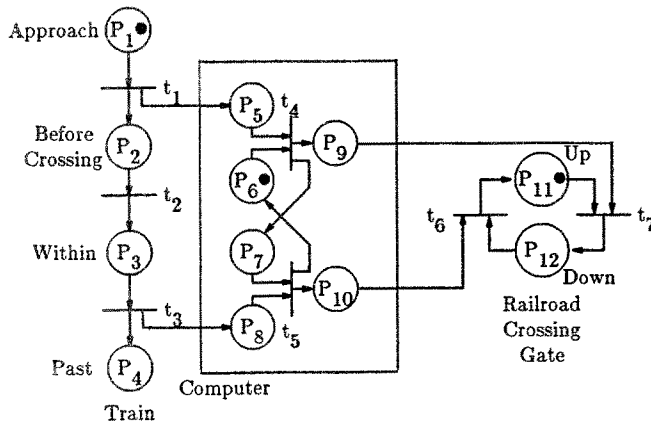 Approach
P1
t1
Before
Crossing
P2
t2
Within
P3
t3
Past
P4
Train
P5
t4
P9
P6
P7
P8
t5
P10
Computer
Up
P11
t6
t7
P12
Down
Railroad
Crossing
Gate